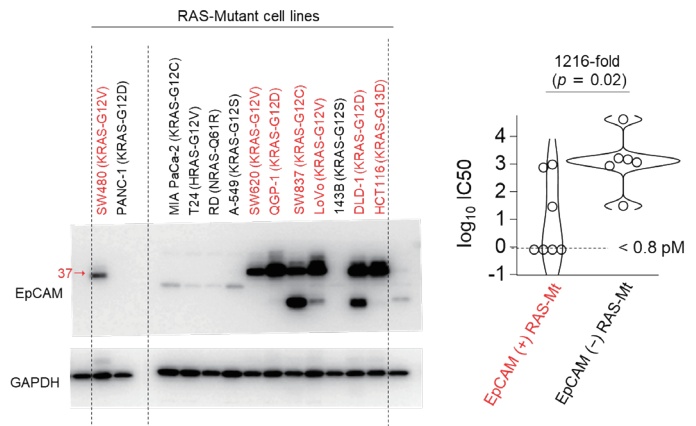 RAS-Mutant cell lines
SW480 (KRAS-G12V)
PANC-1 (KRAS-G12D)
MIA PaCa-2 (KRAS-G12C)
T24 (HRAS-G12V)
RD (NRAS-Q61R)
A-549 (KRAS-G12S)
SW620 (KRAS-G12V)
QGP-1 (KRAS-G12D)
SW837 (KRAS-G12C)
LoVo (KRAS-G12V)
143B (KRAS-G12S)
DLD-1 (KRAS-G12D)
HCT116 (KRAS-G13D)
37→
EpCAM
GAPDH
1216-fold
(p = 0.02)
log10 IC50
4
3
2
1
0
-1
< 0.8 pM
EpCAM (+) RAS-Mt
EpCAM (−) RAS-Mt